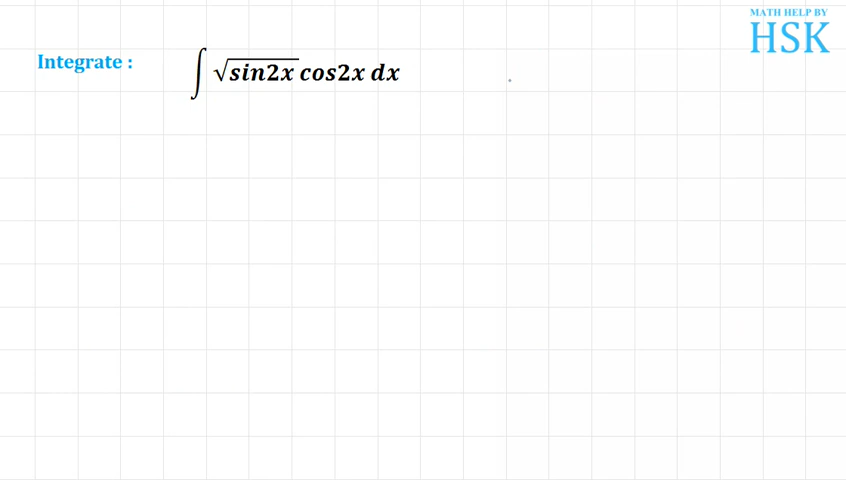 MATH HELP BY
HSK
Integrate : ∫ √sin2x cos2x dx